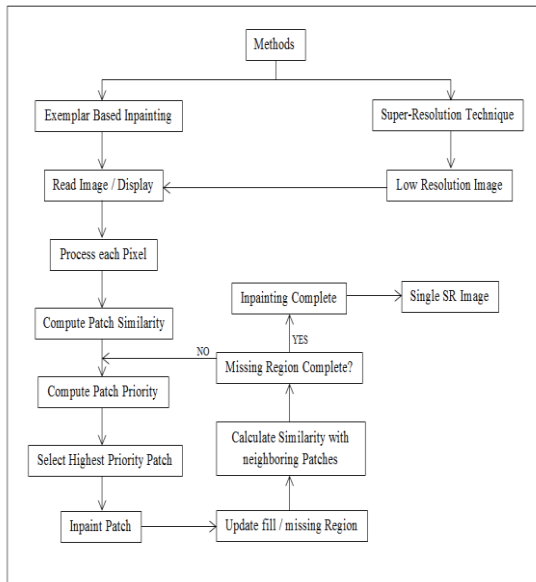 Methods
Exemplar Based Inpainting
Super-Resolution Technique
Read Image / Display
Low Resolution Image
Process each Pixel
Inpainting Complete
Single SR Image
Compute Patch Similarity
YES
NO
Missing Region Complete?
Compute Patch Priority
Calculate Similarity with
neighboring Patches
Select Highest Priority Patch
Inpaint Patch
Update fill / missing Region